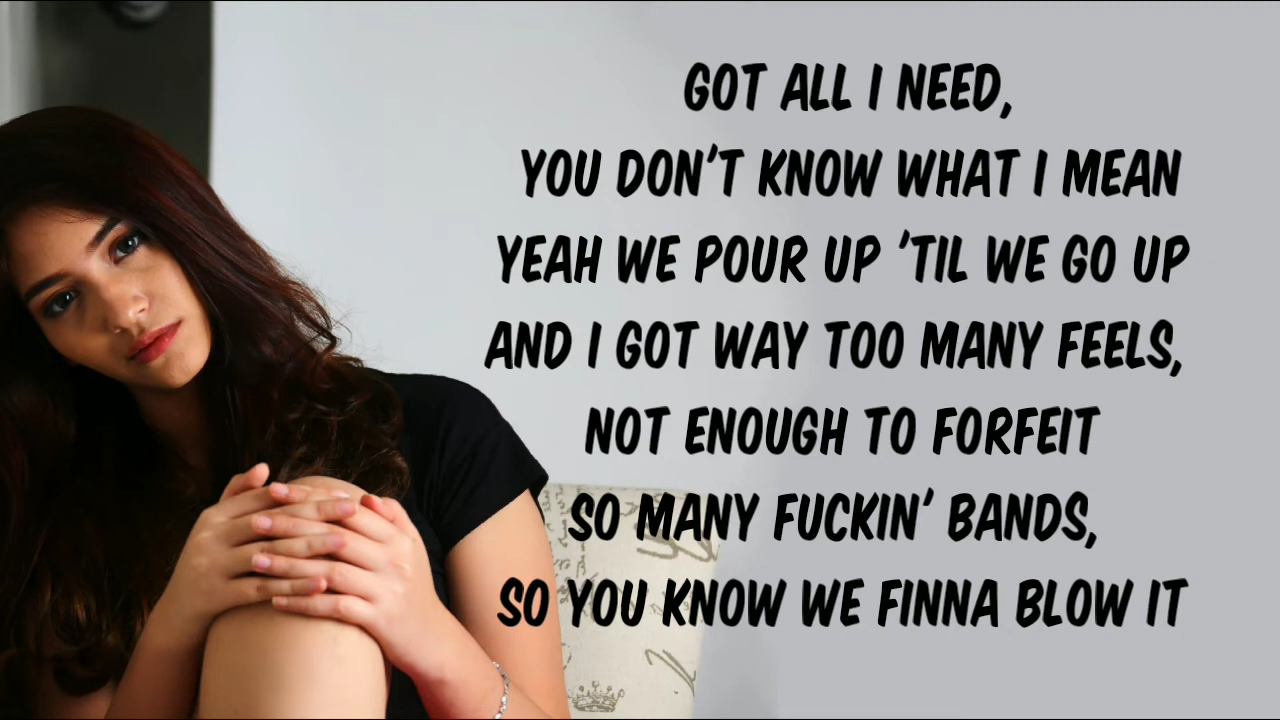 GOT ALL I NEED,
YOU DON'T KNOW WHAT I MEAN
YEAH WE POUR UP 'TIL WE GO UP
AND I GOT WAY TOO MANY FEELS,
NOT ENOUGH TO FORFEIT
SO MANY FUCKIN' BANDS,
SO YOU KNOW WE FINNA BLOW IT